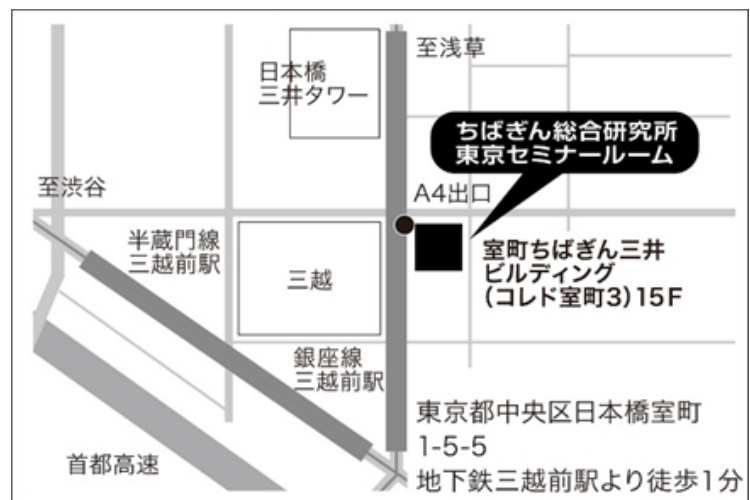 至浅草
日本橋
三井タワー
ちばぎん総合研究所
東京セミナールーム
至渋谷
A4出口
半蔵門線
三越前駅
三越
室町ちばぎん三井
ビルディング
(コレド室町3)15F
銀座線
三越前駅
東京都中央区日本橋室町
1-5-5
地下鉄三越前駅より徒歩1分
首都高速